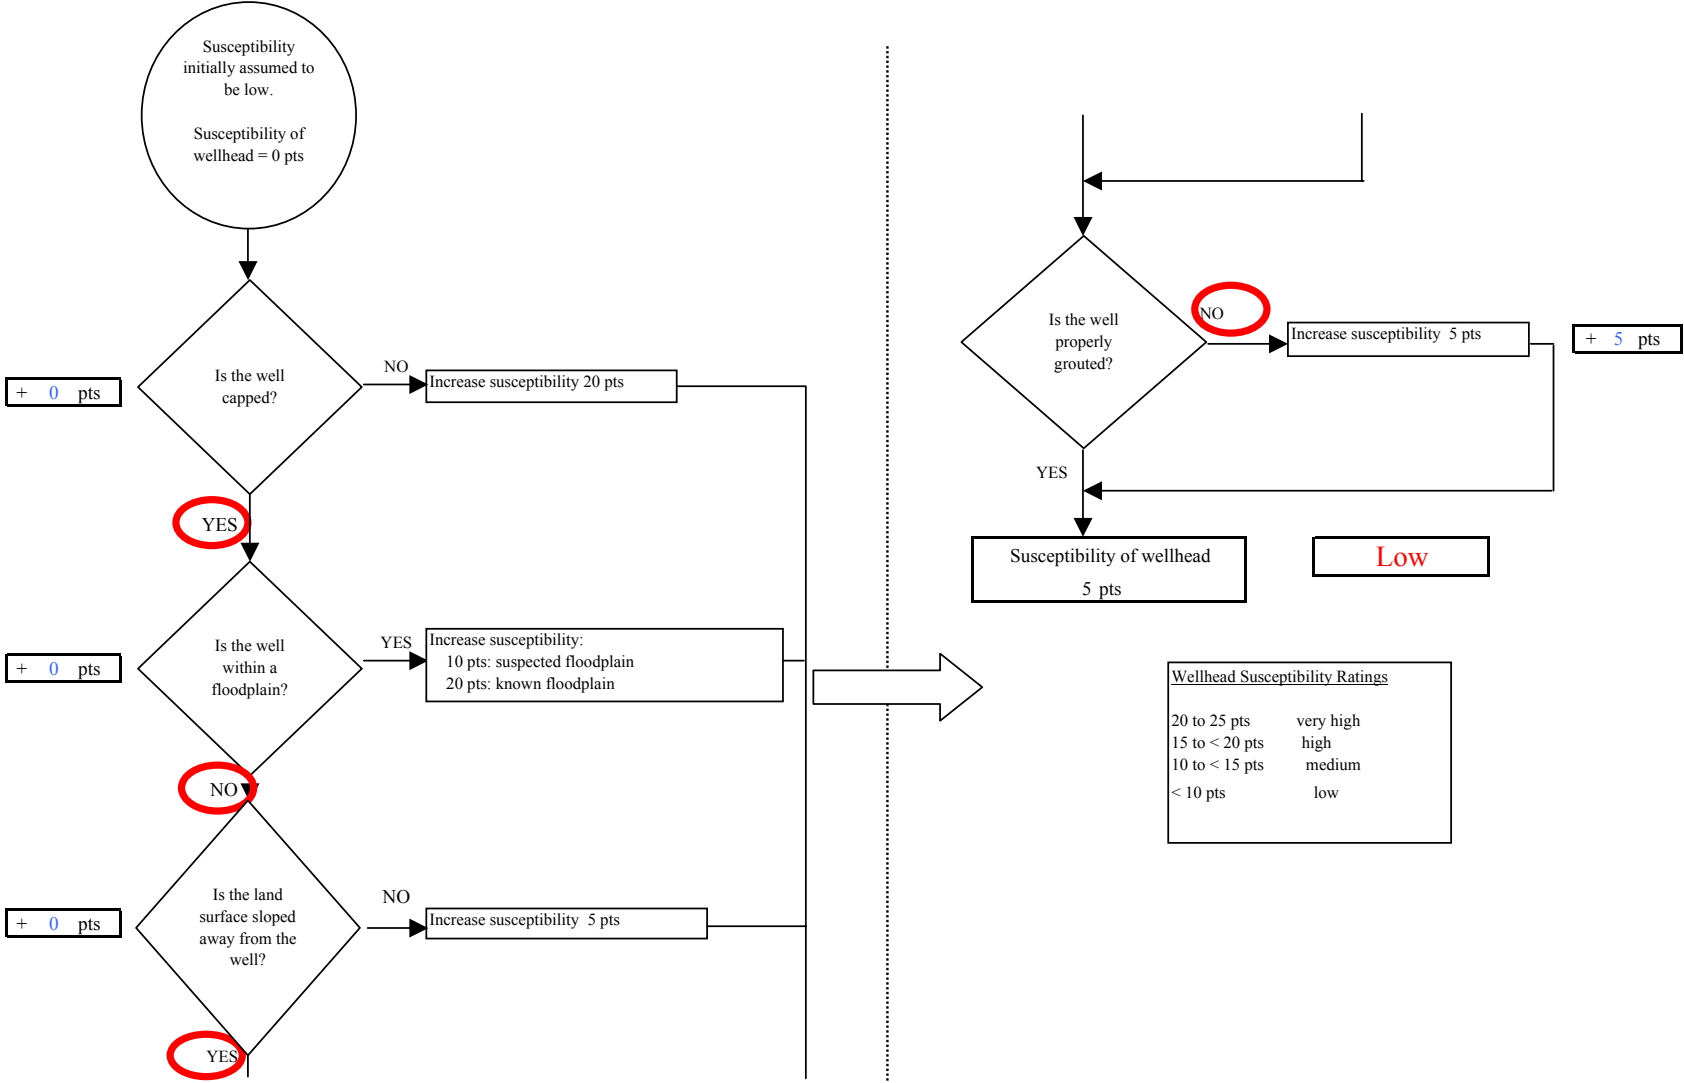 Susceptibility
initially assumed to
be low.
Susceptibility of
wellhead = 0 pts
Is the well
capped?
NO
Increase susceptibility 20 pts
+ 0 pts
YES
Is the well
within a
floodplain?
YES
Increase susceptibility:
10 pts: suspected floodplain
20 pts: known floodplain
+ 0 pts
NO
Is the land
surface sloped
away from the
well?
NO
Increase susceptibility 5 pts
+ 0 pts
YES
Is the well
properly
grouted?
NO
Increase susceptibility 5 pts
+ 5 pts
YES
Susceptibility of wellhead
5 pts
Low
Wellhead Susceptibility Ratings
20 to 25 pts very high
15 to < 20 pts high
10 to < 15 pts medium
< 10 pts low